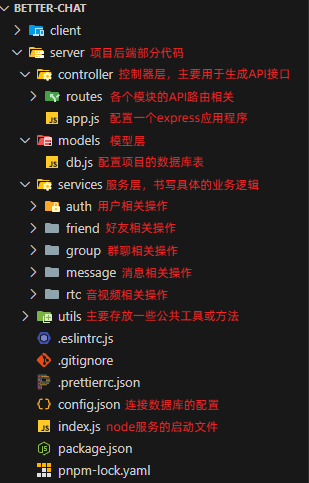 BETTER-CHAT
client
server 项目后端部分代码
controller 控制器层，主要用于生成API接口
routes 各个模块的API路由相关
app.js 配置一个express应用程序
models 模型层
db.js 配置项目的数据库表
services 服务层，书写具体的业务逻辑
auth 用户相关操作
friend 好友相关操作
group 群聊相关操作
message 消息相关操作
rtc 音视频相关操作
utils 主要存放一些公共工具或方法
.eslintrc.js
.gitignore
.prettierrc.json
config.json 连接数据库的配置
index.js node服务的启动文件
package.json
pnpm-lock.yaml